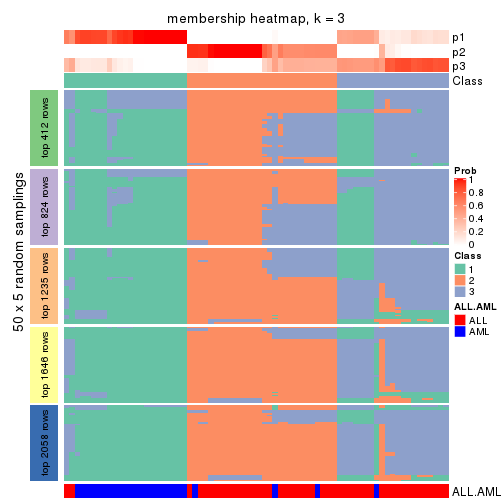 membership heatmap, k = 3
p1
p2
p3
Class
50 x 5 random samplings
top 412 rows
top 824 rows
top 1235 rows
top 1646 rows
top 2058 rows
Prob
1
0.8
0.6
0.4
0.2
0
Class
1
2
3
ALL.AML
ALL
AML
ALL.AML